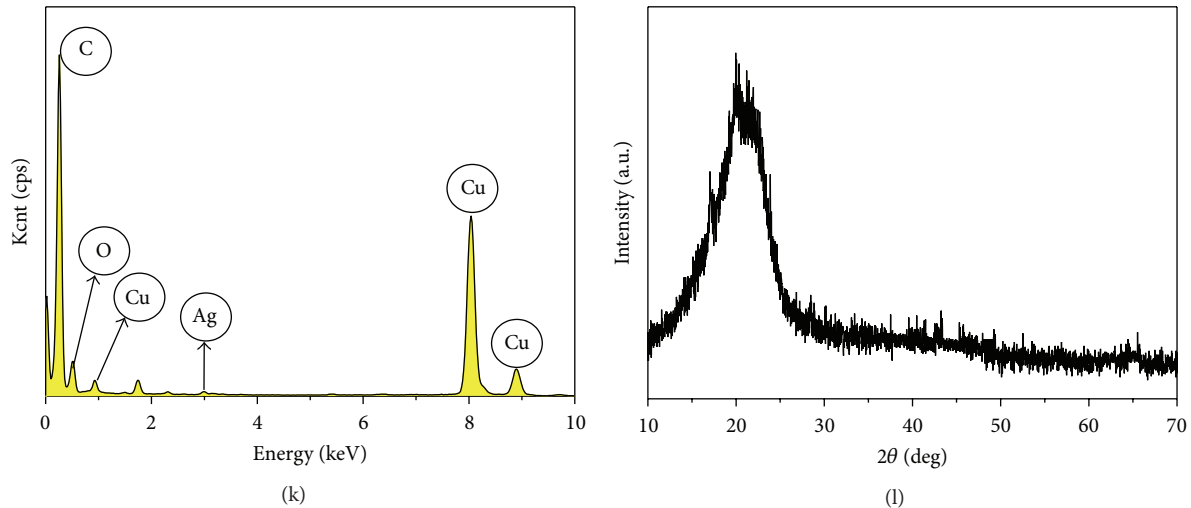 C
Cu
O
Cu
Ag
Cu
Kcnt (cps)
0 2 4 6 8 10
Energy (keV)
(k)
Intensity (a.u.)
10 20 30 40 50 60 70
2θ (deg)
(l)